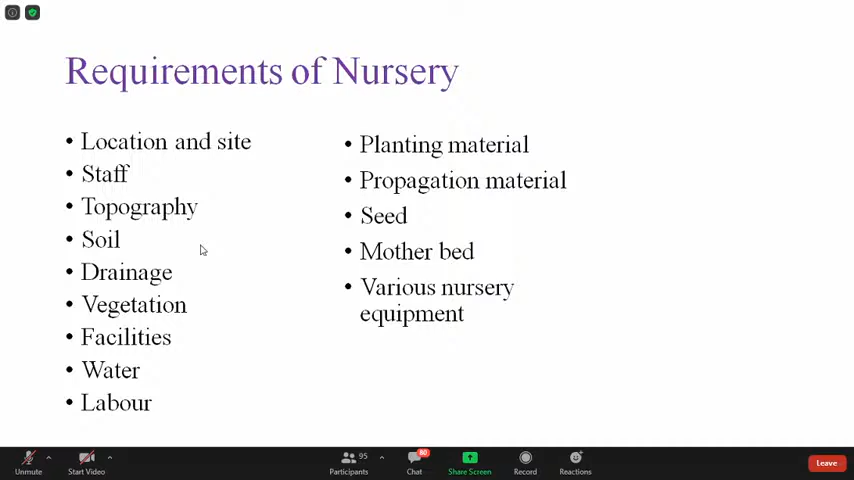 Requirements of Nursery
• Location and site
• Staff
• Topography
• Soil
• Drainage
• Vegetation
• Facilities
• Water
• Labour
• Planting material
• Propagation material
• Seed
• Mother bed
• Various nursery
equipment
Unmute
Start Video
95
Participants
80
Chat
Share Screen
Record
Reactions
Leave